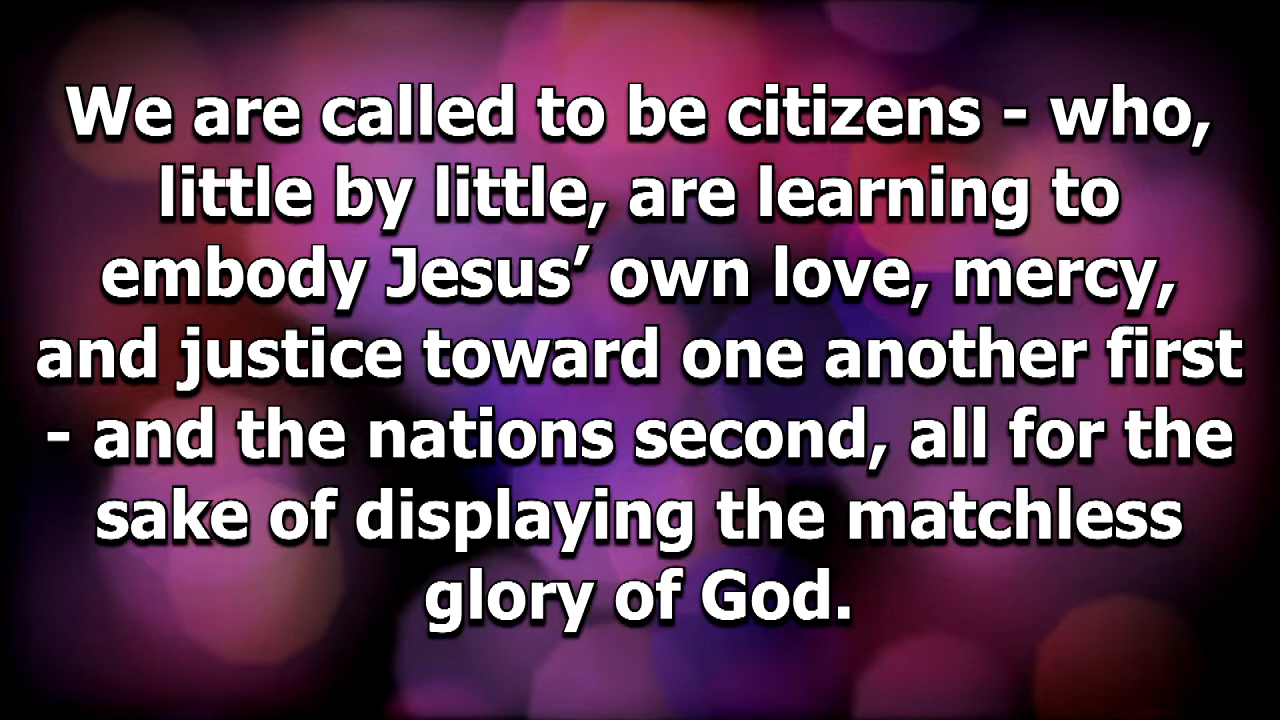 We are called to be citizens - who,
little by little, are learning to
embody Jesus’ own love, mercy,
and justice toward one another first
- and the nations second, all for the
sake of displaying the matchless
glory of God.